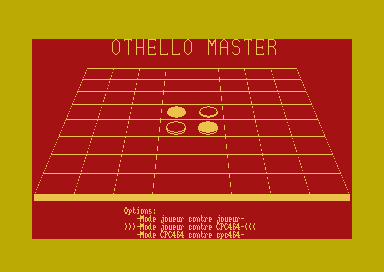 OTHELLO MASTER
Options:
-Mode joueur contre joueur-
)))-Mode joueur contre CPC464-(((
-Mode CPC464 contre cpc464-